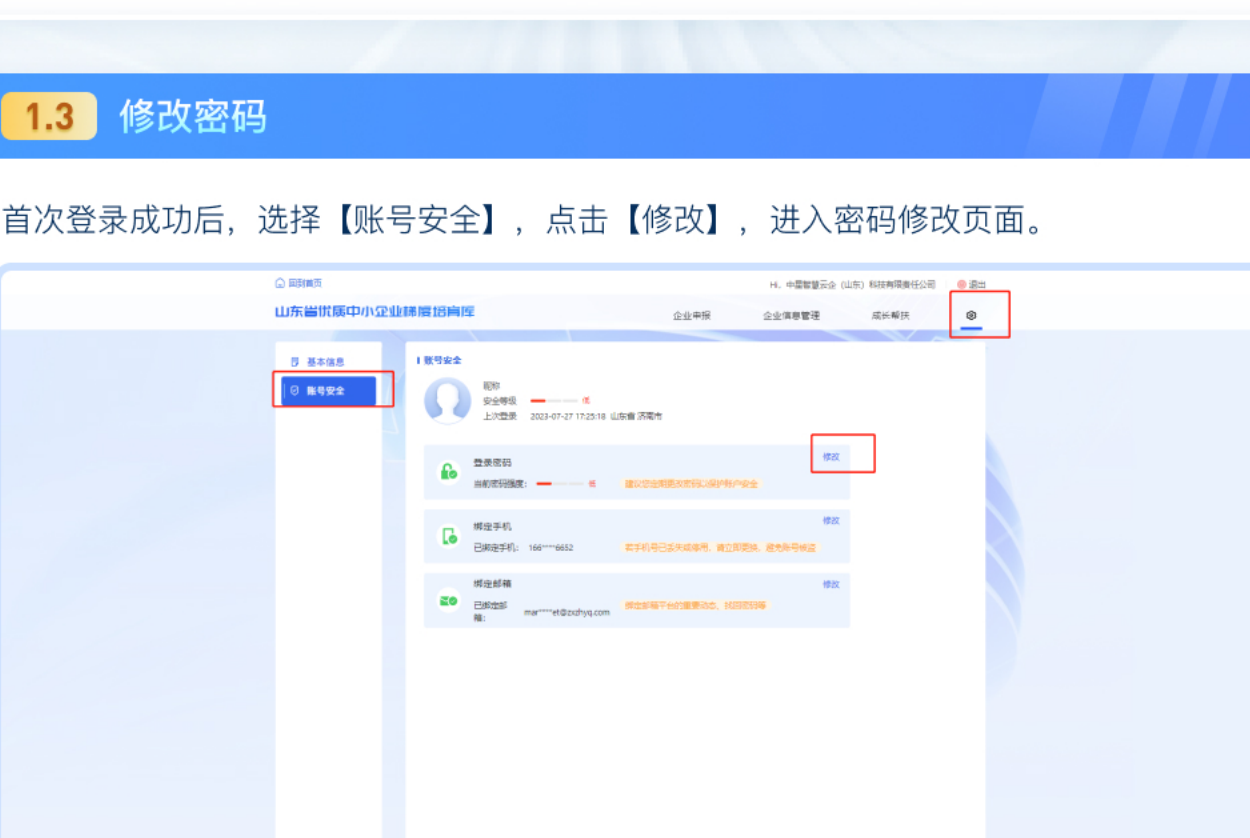 1.3 修改密码
首次登录成功后，选择【账号安全】，点击【修改】，进入密码修改页面。
回到首页
Hi，中晶智慧云企（山东）科技有限责任公司
退出
山东省优质中小企业梯度培育库
企业申报
企业信息管理
成长帮扶
基本信息
账号安全
账号安全
昵称
安全等级 低
上次登录 2023-07-27 17:25:18 山东省 济南市
登录密码
修改
当前密码强度： 低 建议您定期更改密码以保护账户安全
绑定手机
修改
已绑定手机： 166****6652 若手机号已丢失或停用，请立即更换，避免账号被盗
绑定邮箱
修改
已绑定邮箱： mar****et@zxzhyq.com 绑定邮箱平台的重要动态、找回密码等